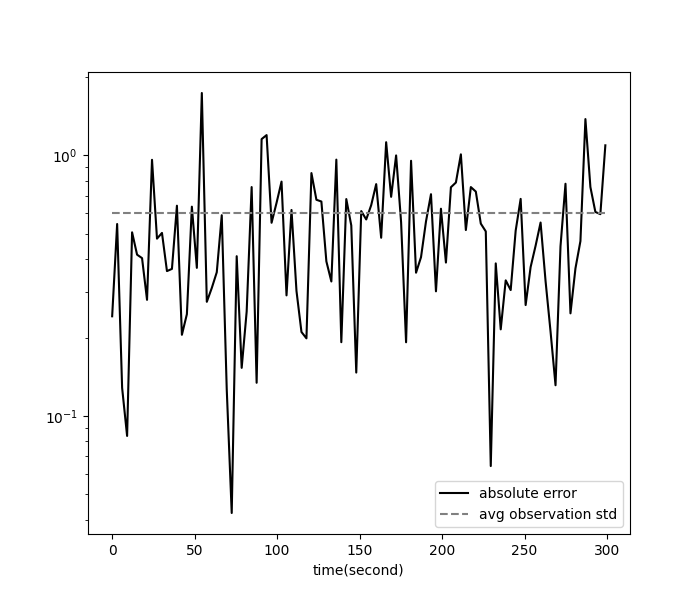 10⁰
10⁻¹
absolute error
avg observation std
0 50 100 150 200 250 300
time(second)